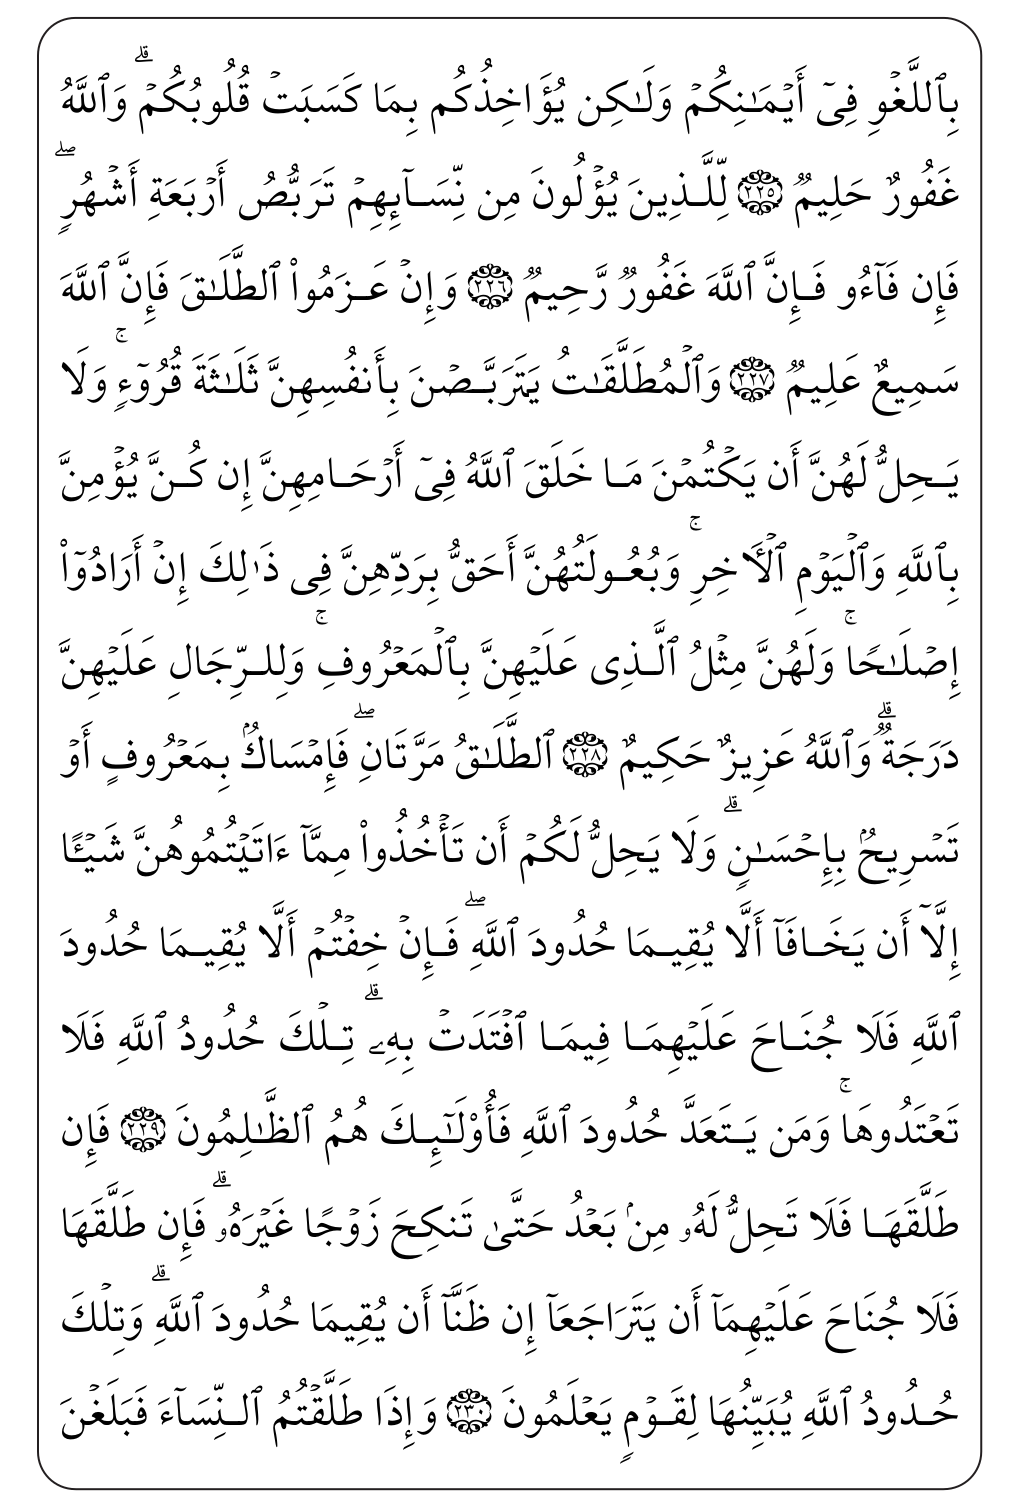 بِٱللَّغۡوِ فِىٓ أَيۡمَـٰنِكُمۡ وَلَـٰكِن يُؤَاخِذُكُم بِمَا كَسَبَتۡ قُلُوبُكُمۡۗ وَٱللَّهُ
غَفُورٌ حَلِيمٌ ٢٢٥ لِّلَّذِينَ يُؤۡلُونَ مِن نِّسَآئِهِمۡ تَرَبُّصُ أَرۡبَعَةِ أَشۡهُرٍۖ
فَإِن فَآءُو فَإِنَّ ٱللَّهَ غَفُورٌ رَّحِيمٌ ٢٢٦ وَإِنۡ عَزَمُواْ ٱلطَّلَـٰقَ فَإِنَّ ٱللَّهَ
سَمِيعٌ عَلِيمٌ ٢٢٧ وَٱلۡمُطَلَّقَـٰتُ يَتَرَبَّصۡنَ بِأَنفُسِهِنَّ ثَلَـٰثَةَ قُرُوٓءٍۚ وَلَا
يَحِلُّ لَهُنَّ أَن يَكۡتُمۡنَ مَا خَلَقَ ٱللَّهُ فِىٓ أَرۡحَامِهِنَّ إِن كُنَّ يُؤۡمِنَّ
بِٱللَّهِ وَٱلۡيَوۡمِ ٱلۡأَخِرِۚ وَبُعُولَتُهُنَّ أَحَقُّ بِرَدِّهِنَّ فِى ذَٰلِكَ إِنۡ أَرَادُوٓاْ
إِصۡلَـٰحًاۚ وَلَهُنَّ مِثۡلُ ٱلَّذِى عَلَيۡهِنَّ بِٱلۡمَعۡرُوفِۚ وَلِلرِّجَالِ عَلَيۡهِنَّ
دَرَجَةٌۗ وَٱللَّهُ عَزِيزٌ حَكِيمٌ ٢٢٨ ٱلطَّلَـٰقُ مَرَّتَانِۖ فَإِمۡسَاكُۢ بِمَعۡرُوفٍ أَوۡ
تَسۡرِيحُۢ بِإِحۡسَـٰنٍۗ وَلَا يَحِلُّ لَكُمۡ أَن تَأۡخُذُواْ مِمَّآ ءَاتَيۡتُمُوهُنَّ شَيۡـًٔا
إِلَّآ أَن يَخَافَآ أَلَّا يُقِيمَا حُدُودَ ٱللَّهِۖ فَإِنۡ خِفۡتُمۡ أَلَّا يُقِيمَا حُدُودَ
ٱللَّهِ فَلَا جُنَاحَ عَلَيۡهِمَا فِيمَا ٱفۡتَدَتۡ بِهِۦۗ تِلۡكَ حُدُودُ ٱللَّهِ فَلَا
تَعۡتَدُوهَاۚ وَمَن يَتَعَدَّ حُدُودَ ٱللَّهِ فَأُوْلَـٰٓئِكَ هُمُ ٱلظَّـٰلِمُونَ ٢٢٩ فَإِن
طَلَّقَهَا فَلَا تَحِلُّ لَهُۥ مِنۢ بَعۡدُ حَتَّىٰ تَنكِحَ زَوۡجًا غَيۡرَهُۥۗ فَإِن طَلَّقَهَا
فَلَا جُنَاحَ عَلَيۡهِمَآ أَن يَتَرَاجَعَآ إِن ظَنَّآ أَن يُقِيمَا حُدُودَ ٱللَّهِۗ وَتِلۡكَ
حُدُودُ ٱللَّهِ يُبَيِّنُهَا لِقَوۡمٍ يَعۡلَمُونَ ٢٣٠ وَإِذَا طَلَّقۡتُمُ ٱلنِّسَآءَ فَبَلَغۡنَ